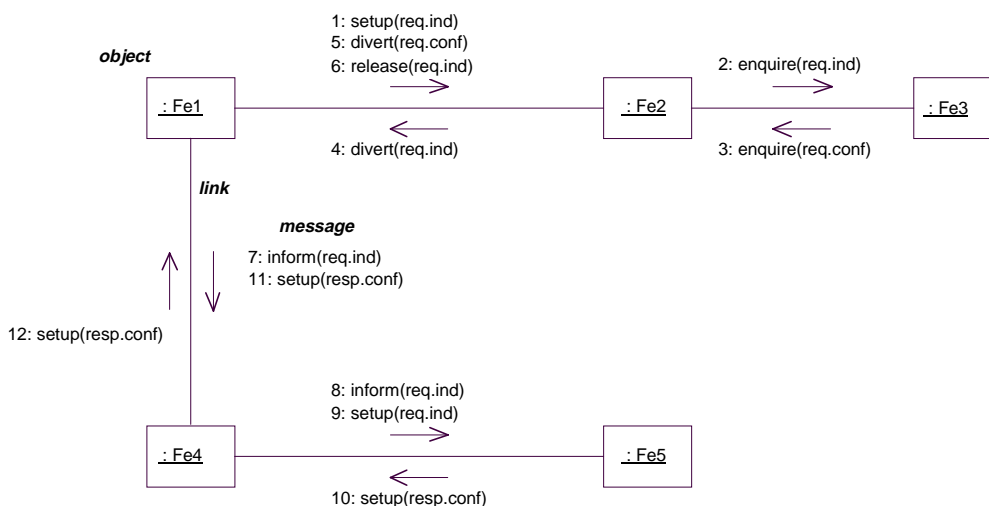 1: setup(req.ind)
5: divert(req.conf)
6: release(req.ind)
object
2: enquire(req.ind)
: Fe1
: Fe2
: Fe3
4: divert(req.ind)
3: enquire(req.conf)
link
message
7: inform(req.ind)
11: setup(resp.conf)
12: setup(resp.conf)
8: inform(req.ind)
9: setup(req.ind)
: Fe4
: Fe5
10: setup(resp.conf)